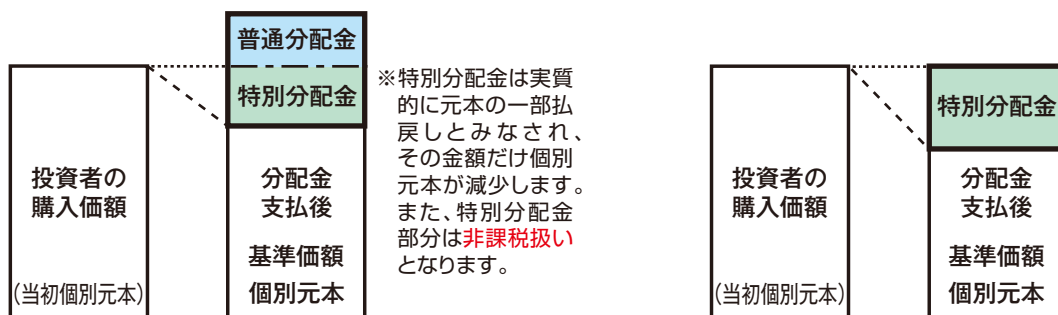 普通分配金
特別分配金
投資者の
購入価額
(当初個別元本)
分配金
支払後
基準価額
個別元本
※特別分配金は実質
的に元本の一部払
戻しとみなされ、
その金額だけ個別
元本が減少します。
また、特別分配金
部分は非課税扱い
となります。
投資者の
購入価額
(当初個別元本)
特別分配金
分配金
支払後
基準価額
個別元本